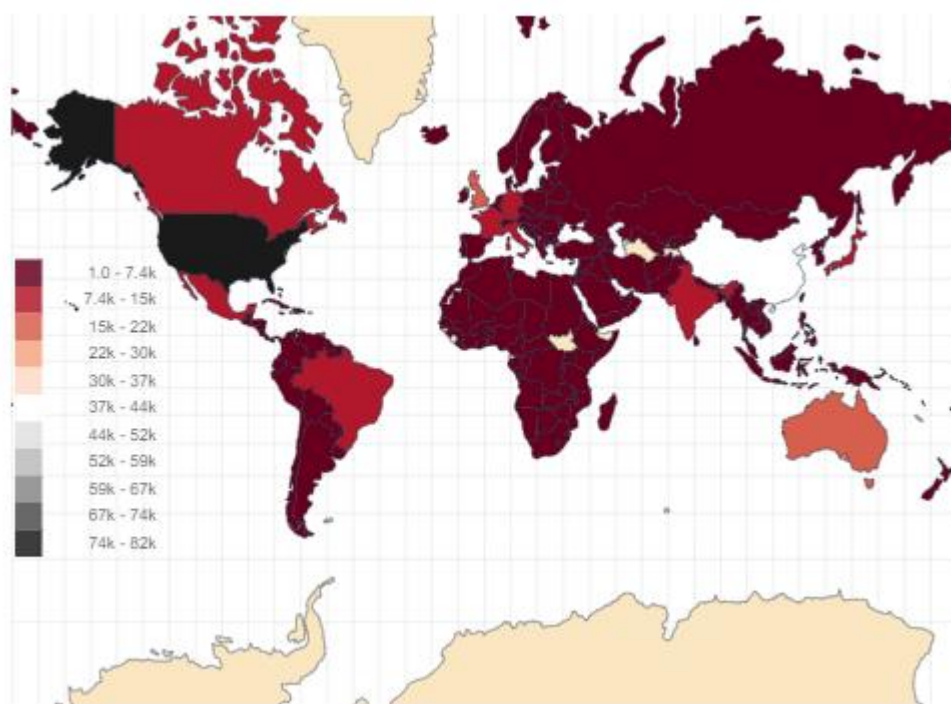 1.0 - 7.4k
7.4k - 15k
15k - 22k
22k - 30k
30k - 37k
37k - 44k
44k - 52k
52k - 59k
59k - 67k
67k - 74k
74k - 82k